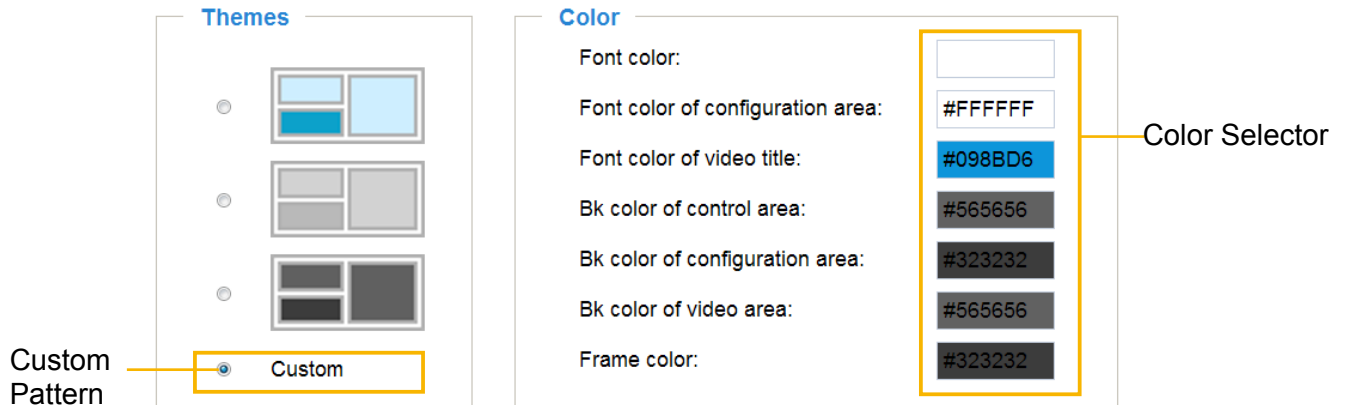 Themes
Custom
Color
Font color:
Font color of configuration area:
#FFFFFF
Font color of video title:
#098BD6
Bk color of control area:
#565656
Bk color of configuration area:
#323232
Bk color of video area:
#565656
Frame color:
#323232
Color Selector
Custom
Pattern